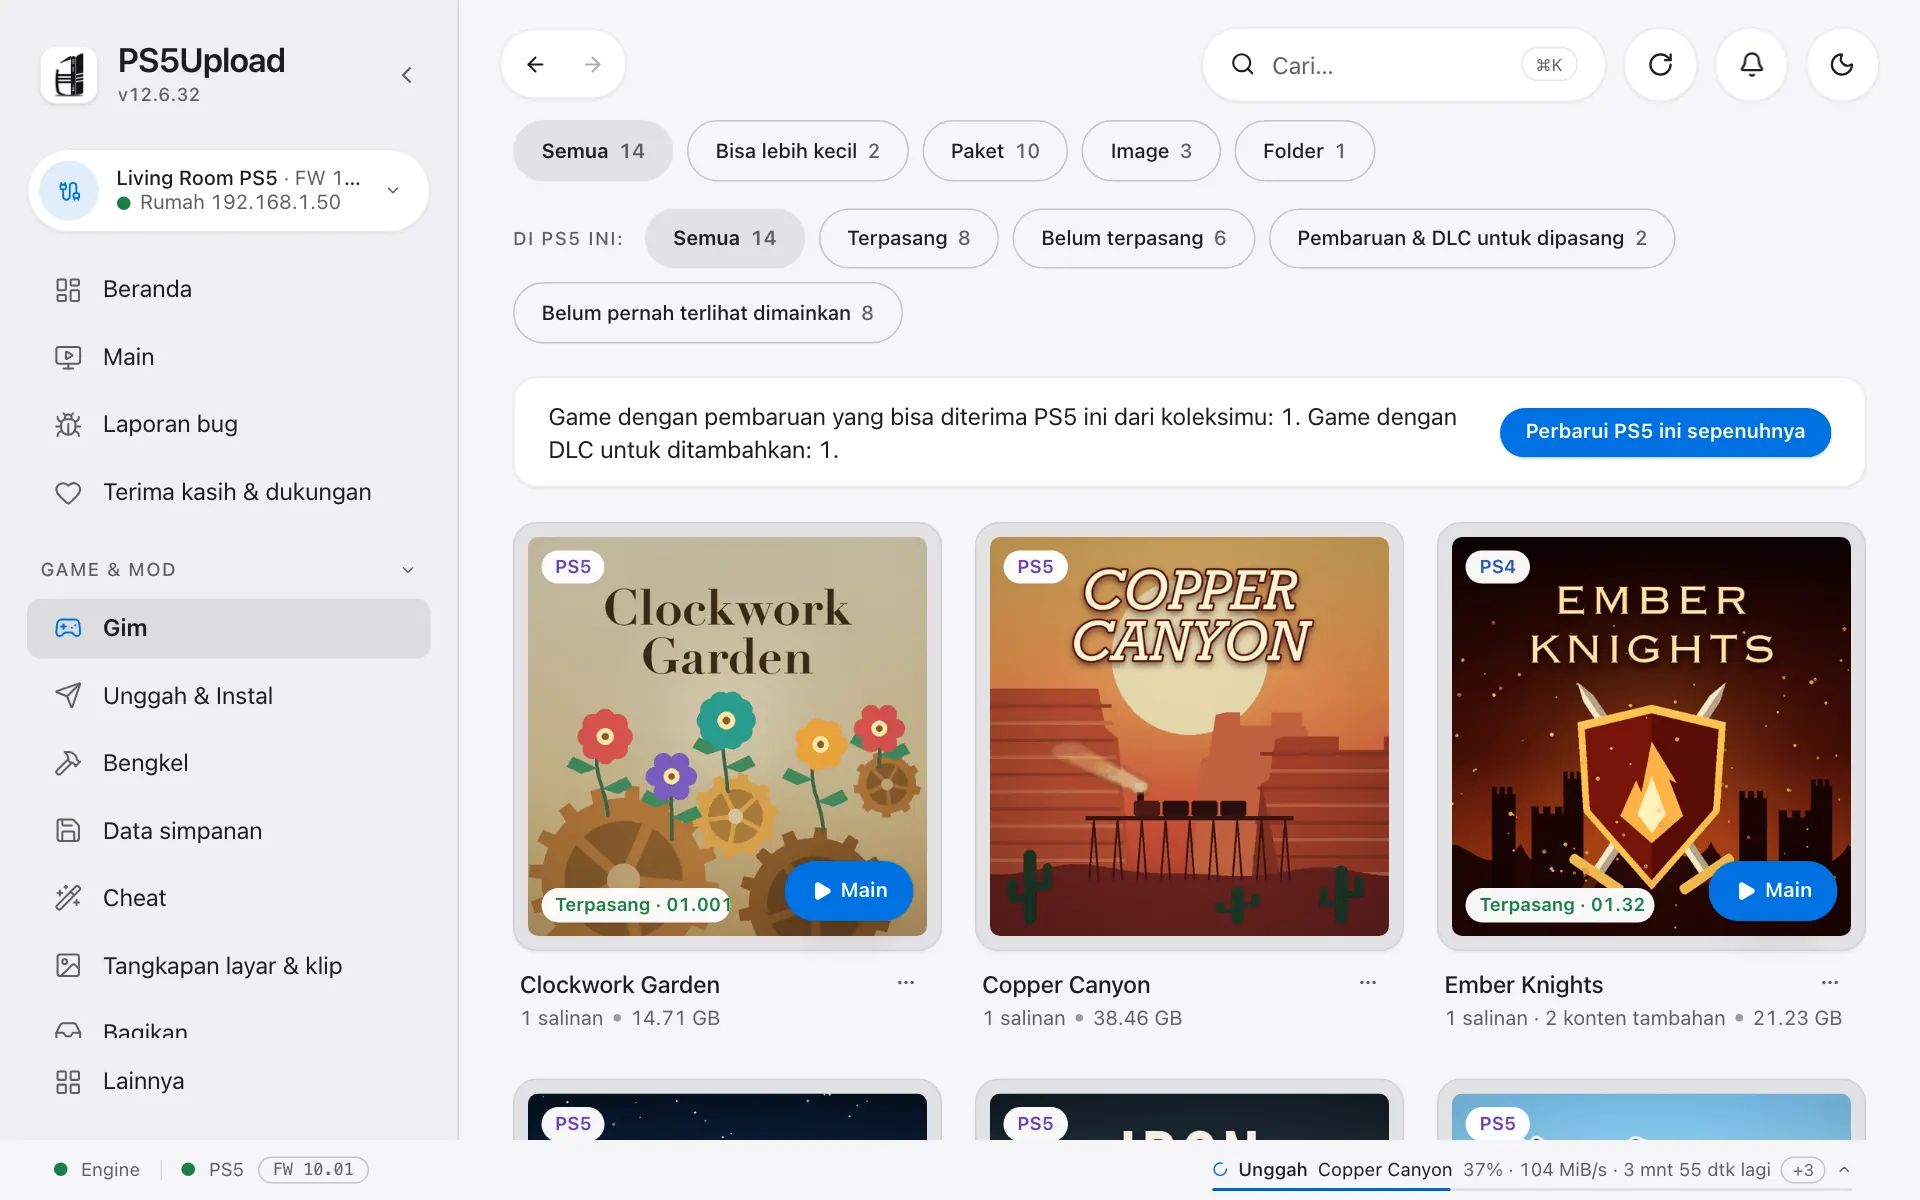 PS5Upload
v12.6.32
Living Room PS5 · FW 1...
Rumah 192.168.1.50
Beranda
Main
Laporan bug
Terima kasih & dukungan
GAME & MOD
Gim
Unggah & Instal
Bengkel
Data simpanan
Cheat
Tangkapan layar & klip
Bagikan
Lainnya
Cari...
⌘K
Semua 14
Bisa lebih kecil 2
Paket 10
Image 3
Folder 1
DI PS5 INI:
Semua 14
Terpasang 8
Belum terpasang 6
Pembaruan & DLC untuk dipasang 2
Belum pernah terlihat dimainkan 8
Game dengan pembaruan yang bisa diterima PS5 ini dari koleksimu: 1. Game dengan
DLC untuk ditambahkan: 1.
Perbarui PS5 ini sepenuhnya
PS5
Clockwork
Garden
Terpasang · 01.001
Main
Clockwork Garden
...
1 salinan • 14.71 GB
PS5
COPPER
CANYON
Copper Canyon
...
1 salinan • 38.46 GB
PS4
EMBER
KNIGHTS
Terpasang · 01.32
Main
Ember Knights
...
1 salinan · 2 konten tambahan • 21.23 GB
PS5
PS5
IRON
PS5
Engine
PS5
FW 10.01
Unggah Copper Canyon 37% · 104 MiB/s · 3 mnt 55 dtk lagi
+3